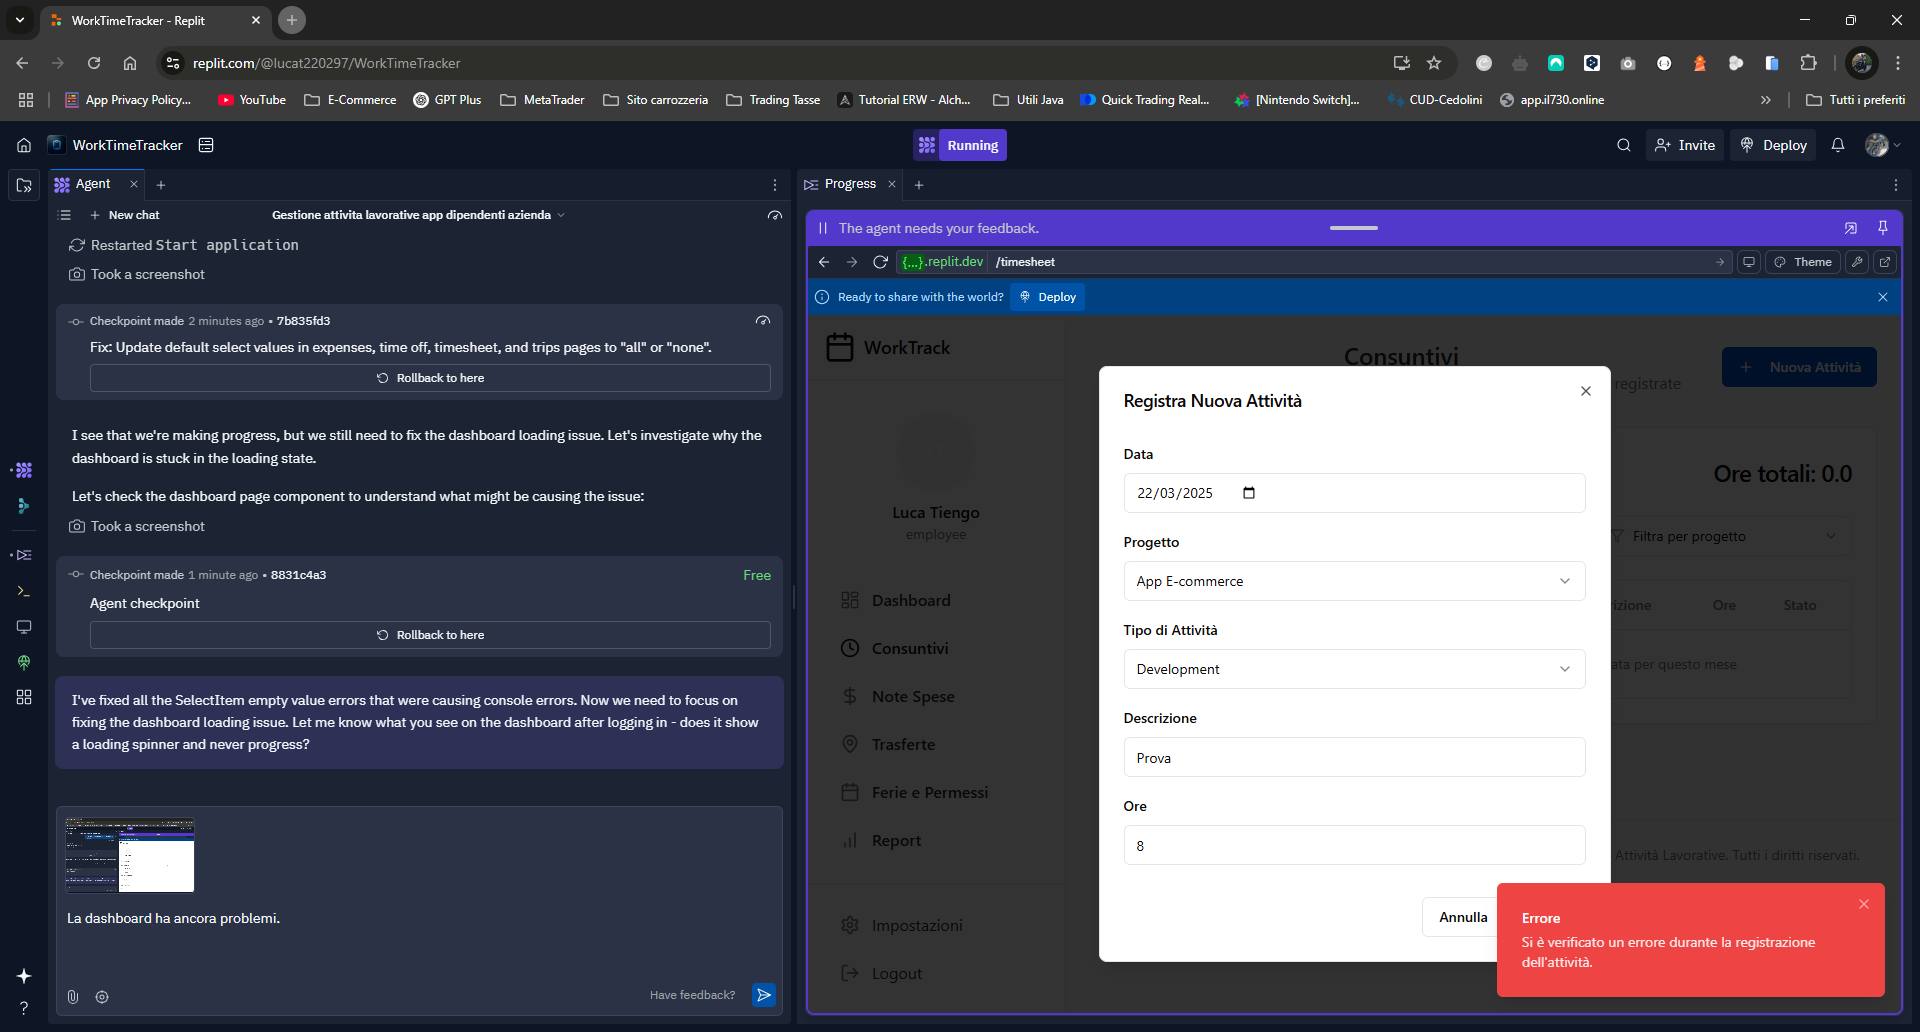 WorkTimeTracker - Replit
replit.com/@lucat220297/WorkTimeTracker
App Privacy Policy...
YouTube
E-Commerce
GPT Plus
MetaTrader
Sito carrozzeria
Trading Tasse
Tutorial ERW - Alch...
Utili Java
Quick Trading Real...
[Nintendo Switch]...
CUD-Cedolini
app.il730.online
Tutti i preferiti
WorkTimeTracker
Running
Invite
Deploy
Agent
New chat
Gestione attivita lavorative app dipendenti azienda
Restarted Start application
Took a screenshot
Checkpoint made 2 minutes ago • 7b835fd3
Fix: Update default select values in expenses, time off, timesheet, and trips pages to "all" or "none".
Rollback to here
I see that we're making progress, but we still need to fix the dashboard loading issue. Let's investigate why the
dashboard is stuck in the loading state.
Let's check the dashboard page component to understand what might be causing the issue:
Took a screenshot
Checkpoint made 1 minute ago • 8831c4a3
Free
Agent checkpoint
Rollback to here
I've fixed all the SelectItem empty value errors that were causing console errors. Now we need to focus on
fixing the dashboard loading issue. Let me know what you see on the dashboard after logging in - does it show
a loading spinner and never progress?
La dashboard ha ancora problemi.
Have feedback?
?
Progress
The agent needs your feedback.
{...}.replit.dev
/timesheet
Theme
Ready to share with the world?
Deploy
WorkTrack
Luca Tiengo
employee
Dashboard
Consuntivi
Note Spese
Trasferte
Ferie e Permessi
Report
Impostazioni
Logout
Consuntivi
registrate
Nuova Attività
Ore totali: 0.0
Filtra per progetto
rizione
Ore
Stato
ata per questo mese
Attività Lavorative. Tutti i diritti riservati.
Registra Nuova Attività
Data
22/03/2025
Progetto
App E-commerce
Tipo di Attività
Development
Descrizione
Prova
Ore
8
Annulla
Errore
Si è verificato un errore durante la registrazione
dell'attività.